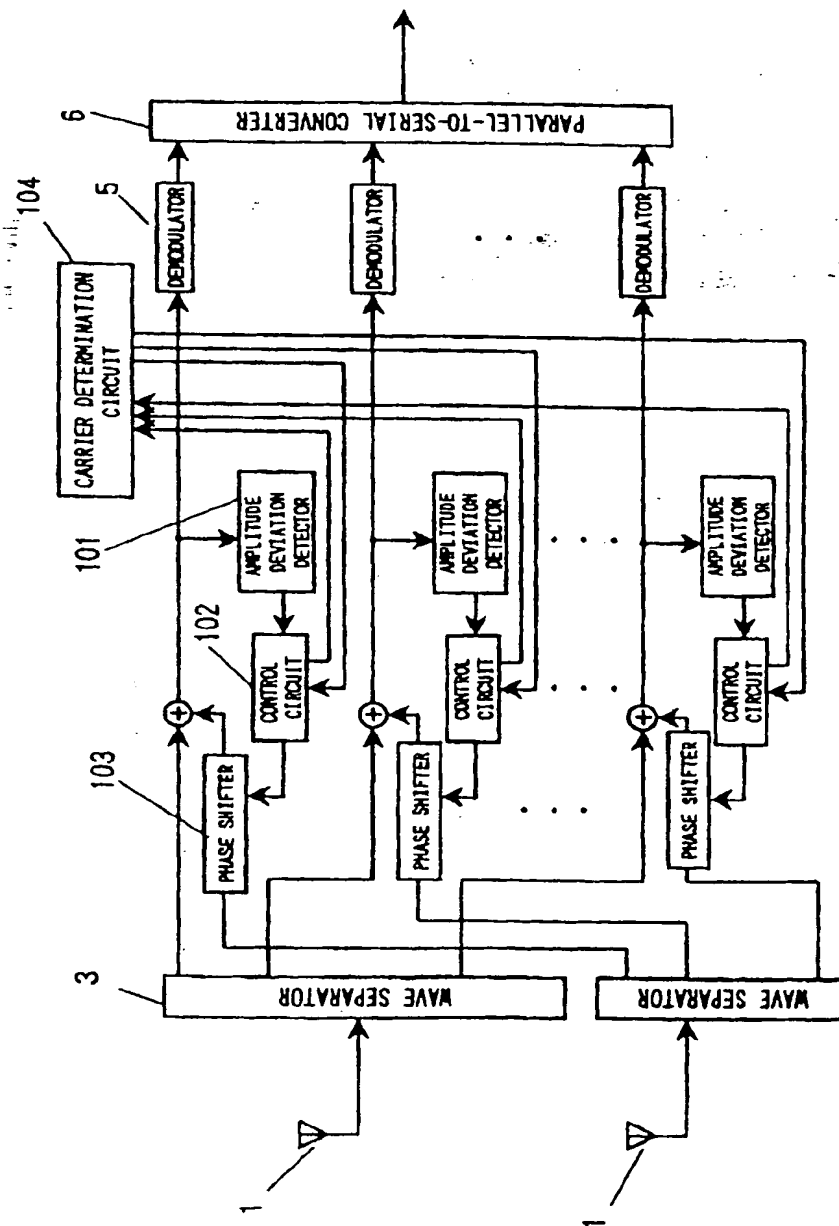 104
CARRIER DETERMINATION
CIRCUIT
5
6
DEMODULATOR
PARALLEL-TO-SERIAL CONVERTER
101
AMPLITUDE
DEVIATION
DETECTOR
102
CONTROL
CIRCUIT
103
PHASE SHIFTER
3
WAVE SEPARATOR
1
DEMODULATOR
AMPLITUDE
DEVIATION
DETECTOR
CONTROL
CIRCUIT
PHASE SHIFTER
DEMODULATOR
AMPLITUDE
DEVIATION
DETECTOR
CONTROL
CIRCUIT
PHASE SHIFTER
WAVE SEPARATOR
1